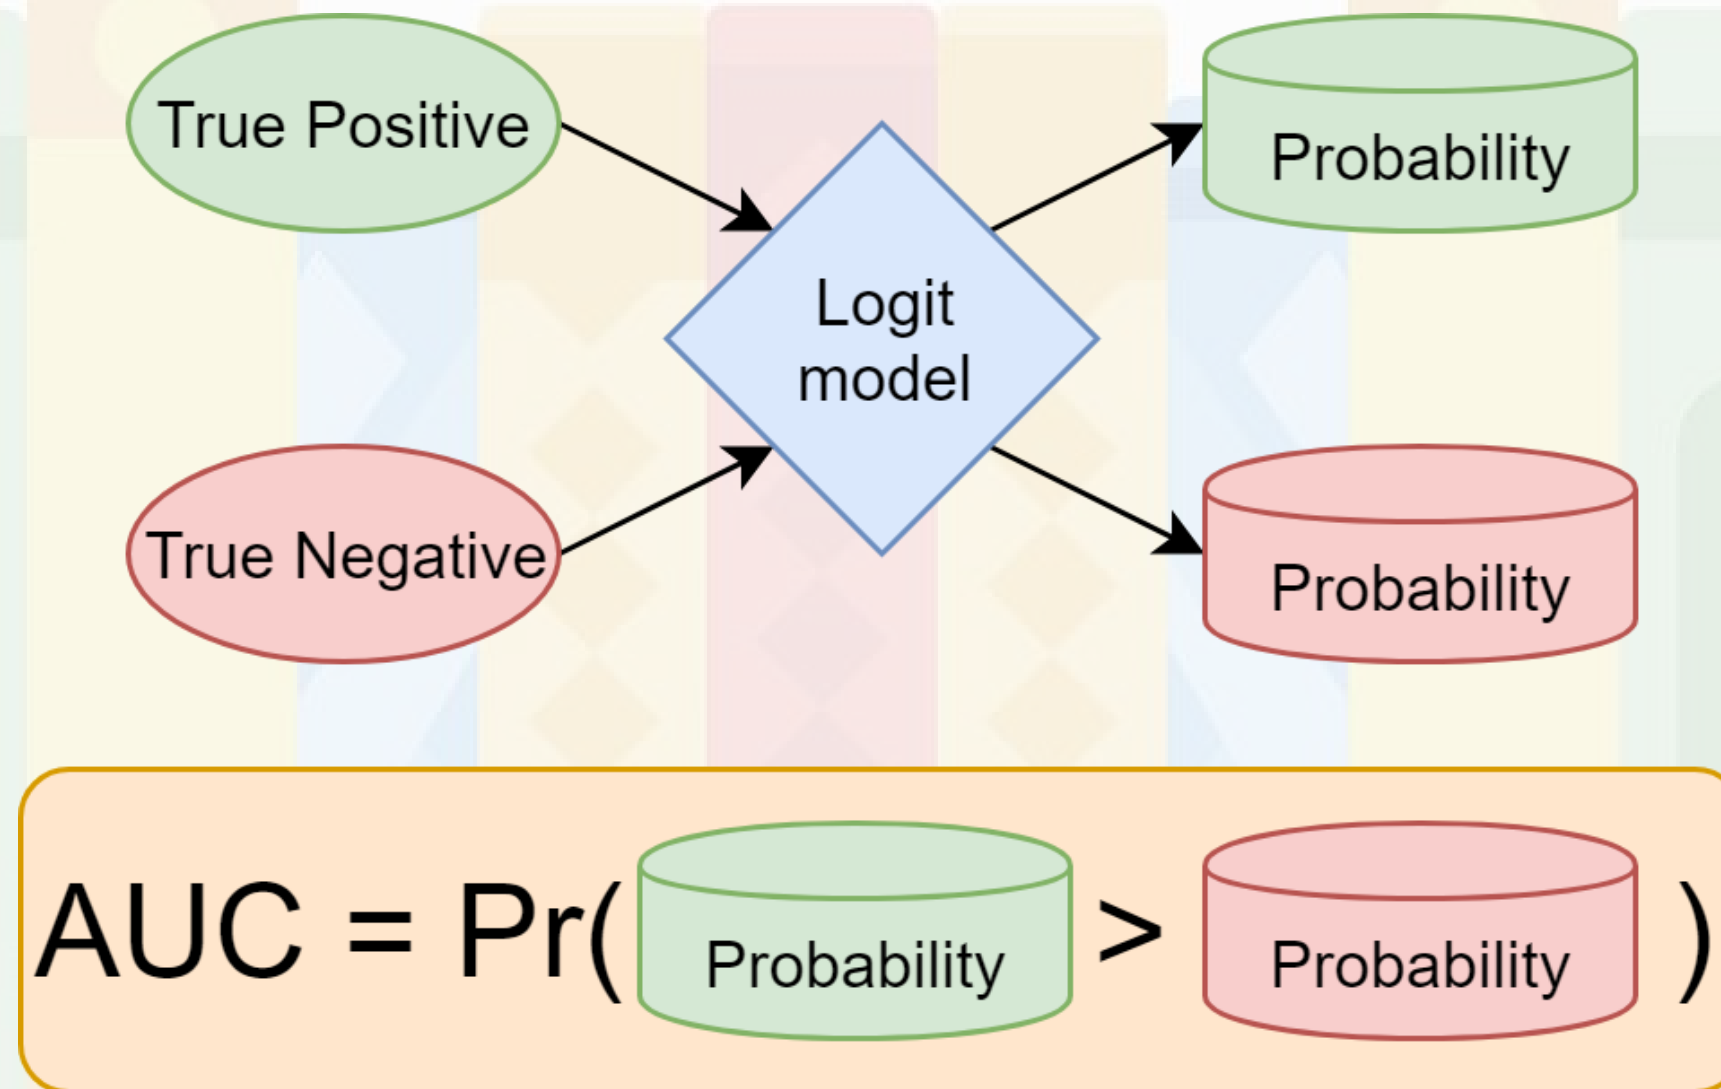 True Positive
Probability
Logit
model
True Negative
Probability
AUC = Pr( Probability > Probability )